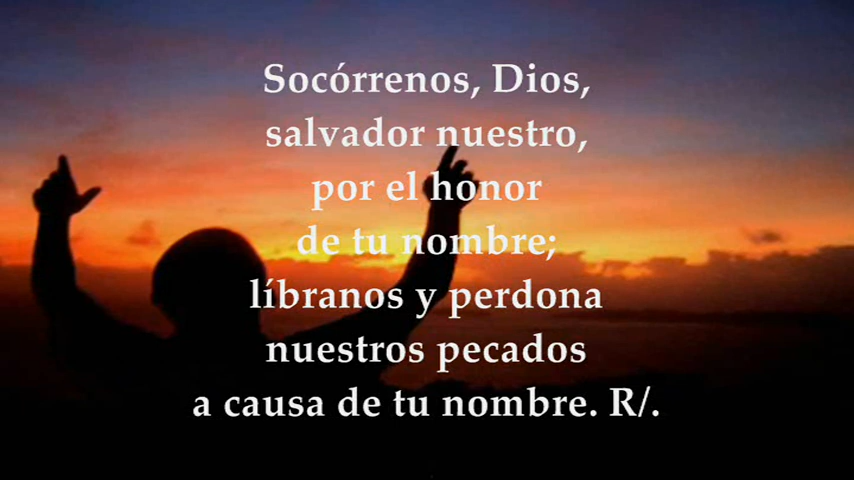 Socórrenos, Dios,
salvador nuestro,
por el honor
de tu nombre;
líbranos y perdona
nuestros pecados
a causa de tu nombre. R/.